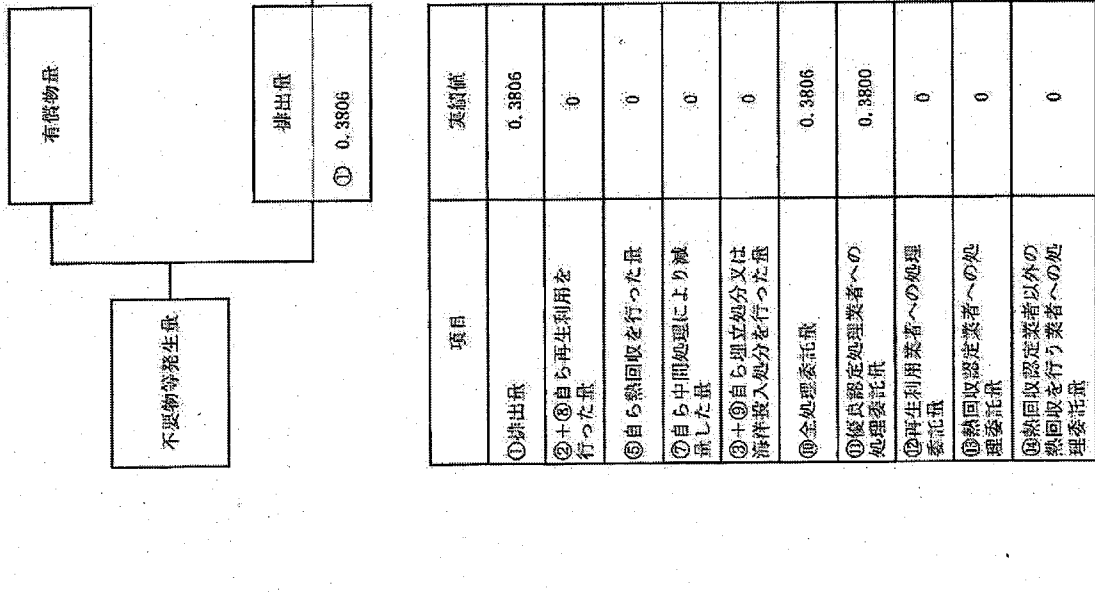 不要物等発生量
有償物量
排出量
① 0.3806
項目
実績値
①排出量
0.3806
②+⑧自ら再生利用を
行った量
0
⑤自ら熱回収を行った量
0
⑦自ら中間処理により減
量した量
0
③+⑨自ら埋立処分又は
海洋投入処分を行った量
0
⑩全処理委託量
0.3806
⑪優良認定処理業者への
処理委託量
0.3800
⑫再生利用業者への処理
委託量
0
⑬熱回収認定業者への処
理委託量
0
⑭熱回収認定業者以外の
熱回収を行う業者への処
理委託量
0